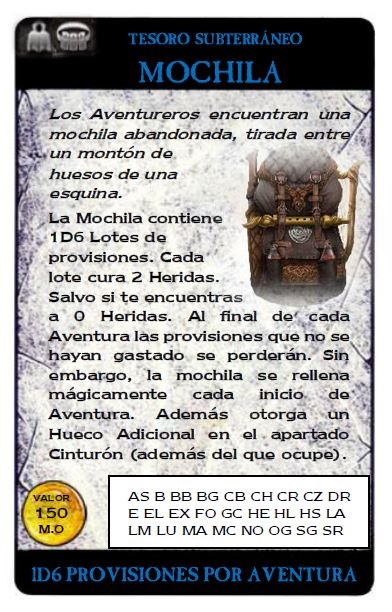 TESORO SUBTERRÁNEO
MOCHILA
Los Aventureros encuentran una
mochila abandonada, tirada entre
un montón de
huesos de una
esquina.
La Mochila contiene
1D6 Lotes de
provisiones. Cada
lote cura 2 Heridas.
Salvo si te encuentras
a 0 Heridas. Al final de cada
Aventura las provisiones que no se
hayan gastado se perderán. Sin
embargo, la mochila se rellena
mágicamente cada inicio de
Aventura. Además otorga un
Hueco Adicional en el apartado
Cinturón (además del que ocupe).
VALOR
150
M.O
AS B BB BG CB CH CR CZ DR
E EL EX FO GC HE HL HS LA
LM LU MA MC NO OG SG SR
1D6 PROVISIONES POR AVENTURA